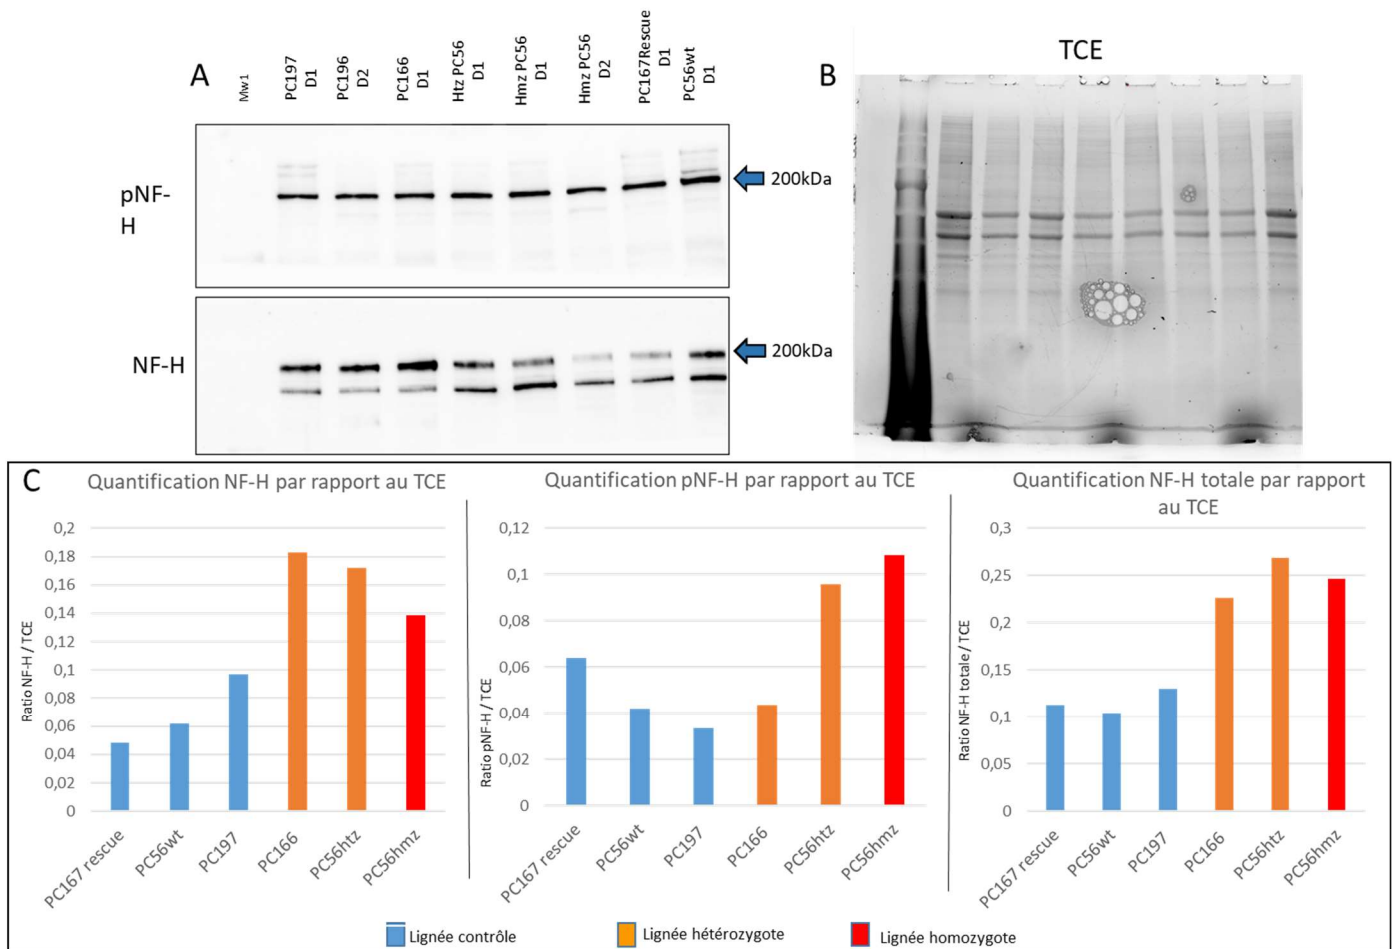 A
Mw1
PC197
D1
PC196
D2
PC166
D1
Htz PC56
D1
Hmz PC56
D1
Hmz PC56
D2
PC167Rescue
D1
PC56wt
D1
pNF-
H
200kDa
NF-H
200kDa
B
TCE
C
Quantification NF-H par rapport au TCE
Ratio NF-H / TCE
0,2
0,18
0,16
0,14
0,12
0,1
0,08
0,06
0,04
0,02
0
PC167 rescue
PC56wt
PC197
PC166
PC56htz
PC56hmz
Quantification pNF-H par rapport au TCE
Ratio pNF-H / TCE
0,12
0,1
0,08
0,06
0,04
0,02
0
PC167 rescue
PC56wt
PC197
PC166
PC56htz
PC56hmz
Quantification NF-H totale par rapport
au TCE
Ratio NF-H totale / TCE
0,3
0,25
0,2
0,15
0,1
0,05
0
PC167 rescue
PC56wt
PC197
PC166
PC56htz
PC56hmz
Lignée contrôle
Lignée hétérozygote
Lignée homozygote